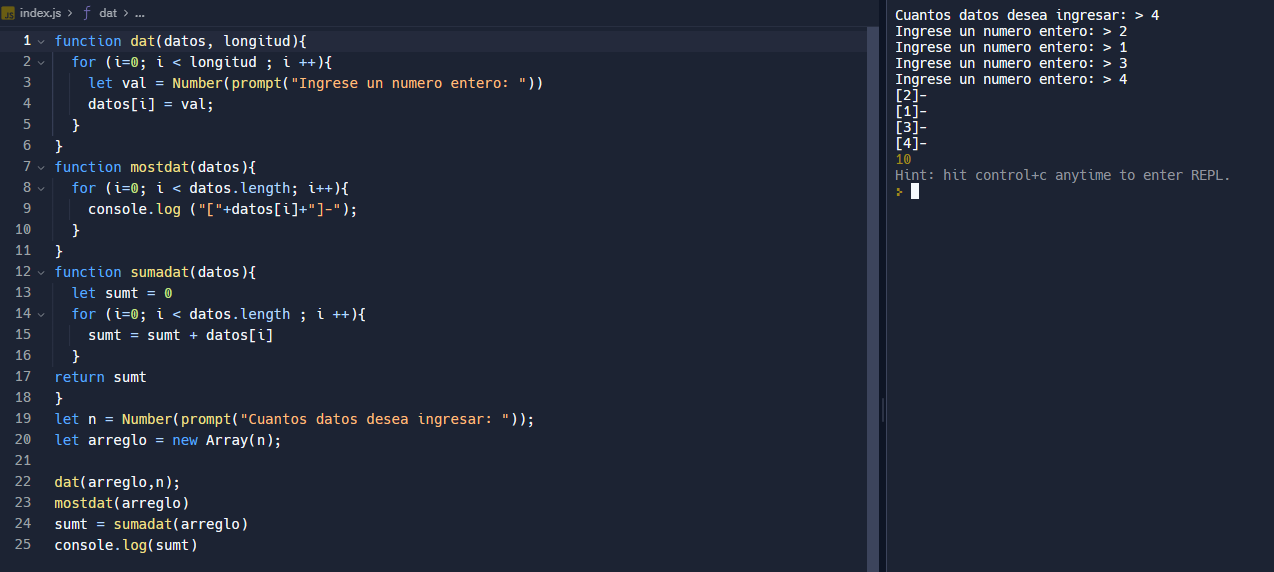 index.js > ƒ dat > ...
1 function dat(datos, longitud){
2   for (i=0; i < longitud ; i ++){
3     let val = Number(prompt("Ingrese un numero entero: "))
4     datos[i] = val;
5   }
6 }
7 function mostdat(datos){
8   for (i=0; i < datos.length; i++){
9     console.log ("["+datos[i]+"]-");
10   }
11 }
12 function sumadat(datos){
13   let sumt = 0
14   for (i=0; i < datos.length ; i ++){
15     sumt = sumt + datos[i]
16   }
17 return sumt
18 }
19 let n = Number(prompt("Cuantos datos desea ingresar: "));
20 let arreglo = new Array(n);
21
22 dat(arreglo,n);
23 mostdat(arreglo)
24 sumt = sumadat(arreglo)
25 console.log(sumt)
Cuantos datos desea ingresar: > 4
Ingrese un numero entero: > 2
Ingrese un numero entero: > 1
Ingrese un numero entero: > 3
Ingrese un numero entero: > 4
[2]-
[1]-
[3]-
[4]-
10
Hint: hit control+c anytime to enter REPL.
>